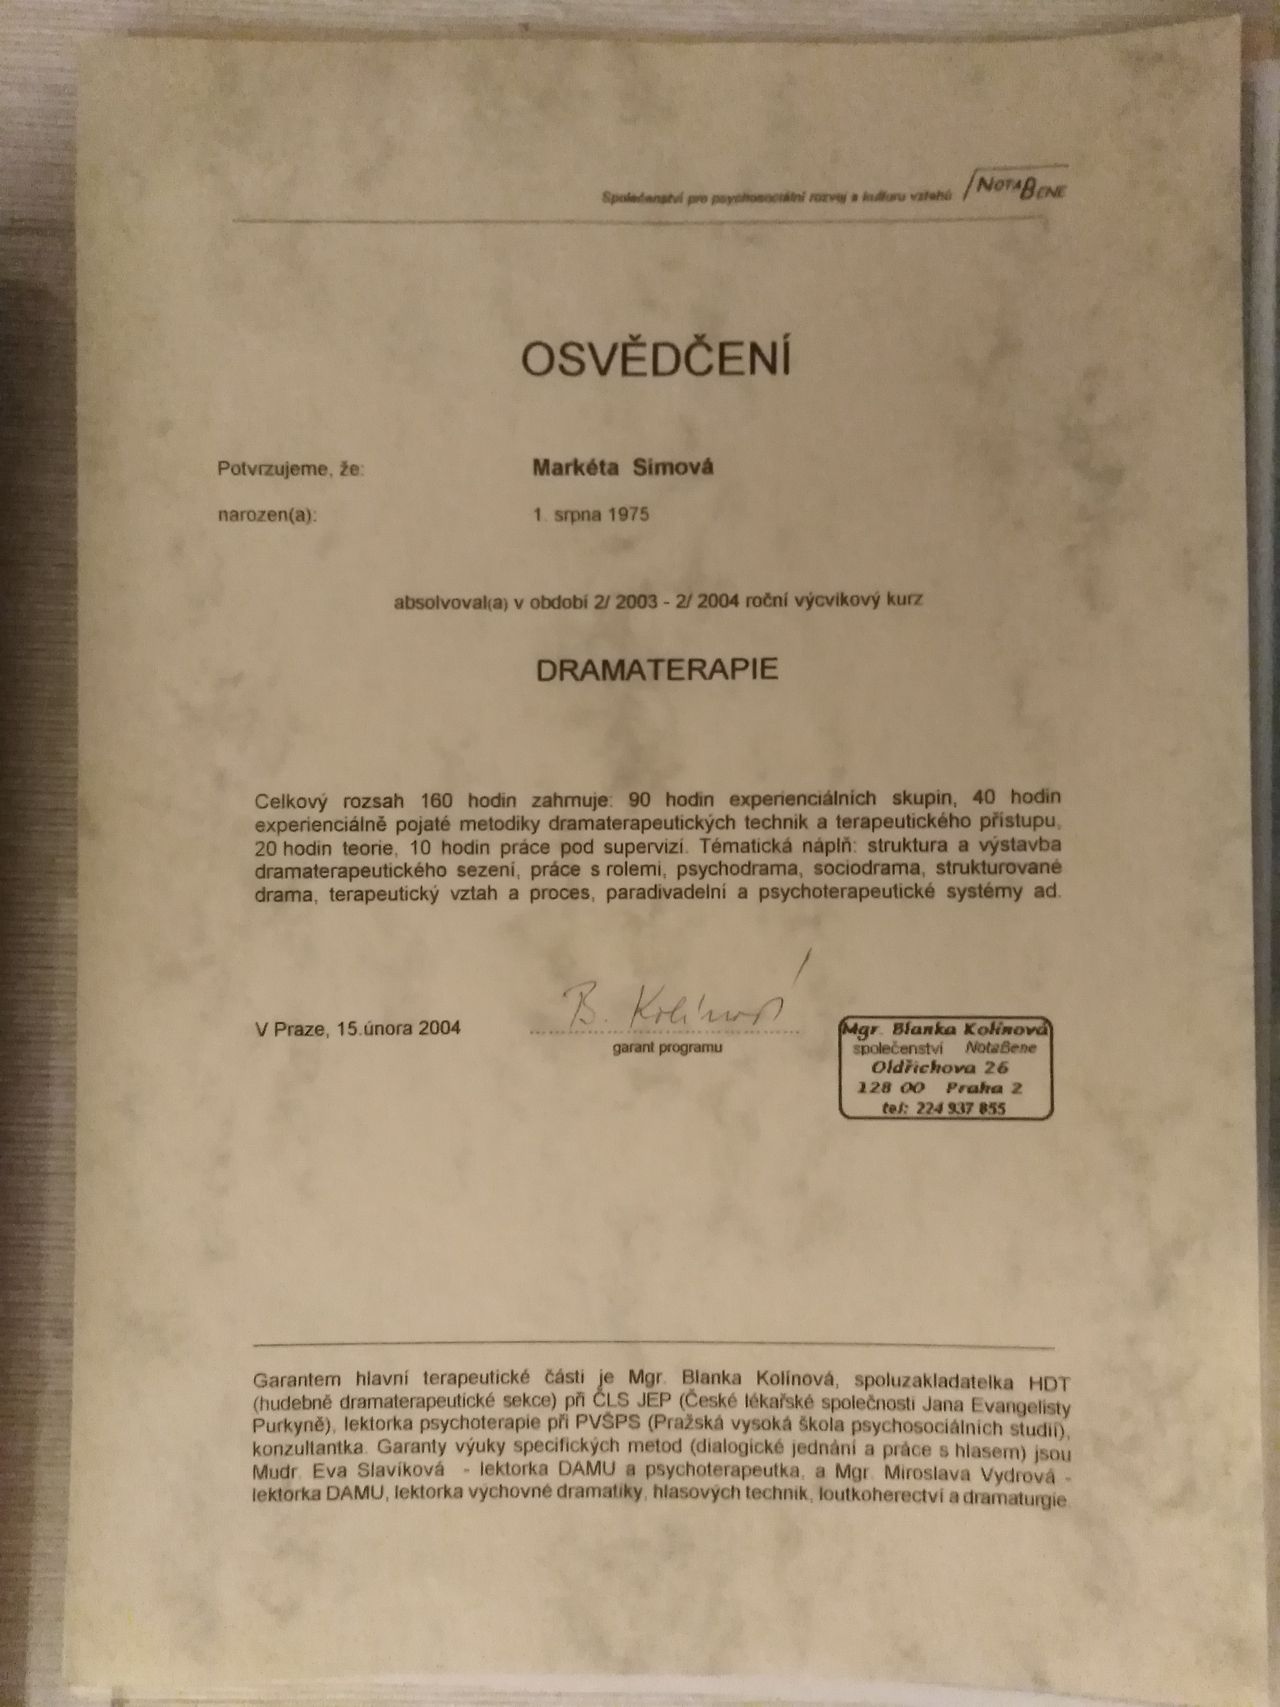 Společenství pro psychosociální rozvoj a kulturu vztahů NOTABENE
OSVĚDČENÍ
Potvrzujeme, že: Markéta Simová
narozen(a): 1. srpna 1975
absolvoval(a) v období 2/ 2003 - 2/ 2004 roční výcvikový kurz
DRAMATERAPIE
Celkový rozsah 160 hodin zahrnuje: 90 hodin experienciálních skupin, 40 hodin
experienciálně pojaté metodiky dramaterapeutických technik a terapeutického přístupu,
20 hodin teorie, 10 hodin práce pod supervizí. Tématická náplň: struktura a výstavba
dramaterapeutického sezení, práce s rolemi, psychodrama, sociodrama, strukturované
drama, terapeutický vztah a proces, paradivadelní a psychoterapeutické systémy ad.
B. Kolínová
V Praze, 15.února 2004
garant programu
Mgr. Blanka Kolínová
společenství NotaBene
Oldřichova 26
128 00 Praha 2
tel: 224 937 855
Garantem hlavní terapeutické části je Mgr. Blanka Kolínová, spoluzakladatelka HDT
(hudebně dramaterapeutické sekce) při ČLS JEP (České lékařské společnosti Jana Evangelisty
Purkyně), lektorka psychoterapie při PVŠPS (Pražská vysoká škola psychosociálních studií),
konzultantka. Garanty výuky specifických metod (dialogické jednání a práce s hlasem) jsou
Mudr. Eva Slavíková - lektorka DAMU a psychoterapeutka, a Mgr. Miroslava Vydrová -
lektorka DAMU, lektorka výchovné dramatiky, hlasových technik, loutkoherectví a dramaturgie